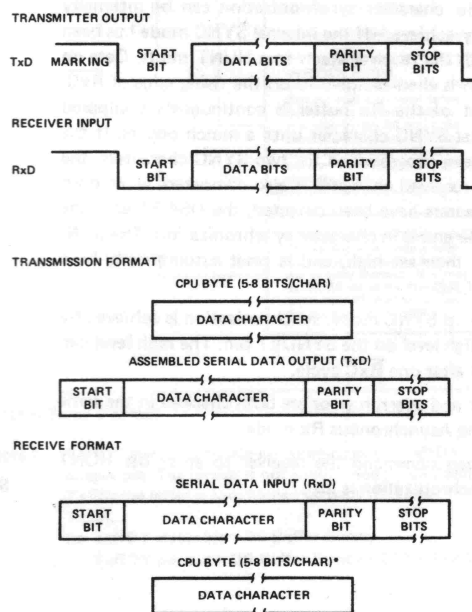 TRANSMITTER OUTPUT
TxD MARKING START BIT DATA BITS PARITY BIT STOP BITS
RECEIVER INPUT
RxD START BIT DATA BITS PARITY BIT STOP BITS
TRANSMISSION FORMAT
CPU BYTE (5-8 BITS/CHAR)
DATA CHARACTER
ASSEMBLED SERIAL DATA OUTPUT (TxD)
START BIT DATA CHARACTER PARITY BIT STOP BITS
RECEIVE FORMAT
SERIAL DATA INPUT (RxD)
START BIT DATA CHARACTER PARITY BIT STOP BITS
CPU BYTE (5-8 BITS/CHAR)*
DATA CHARACTER